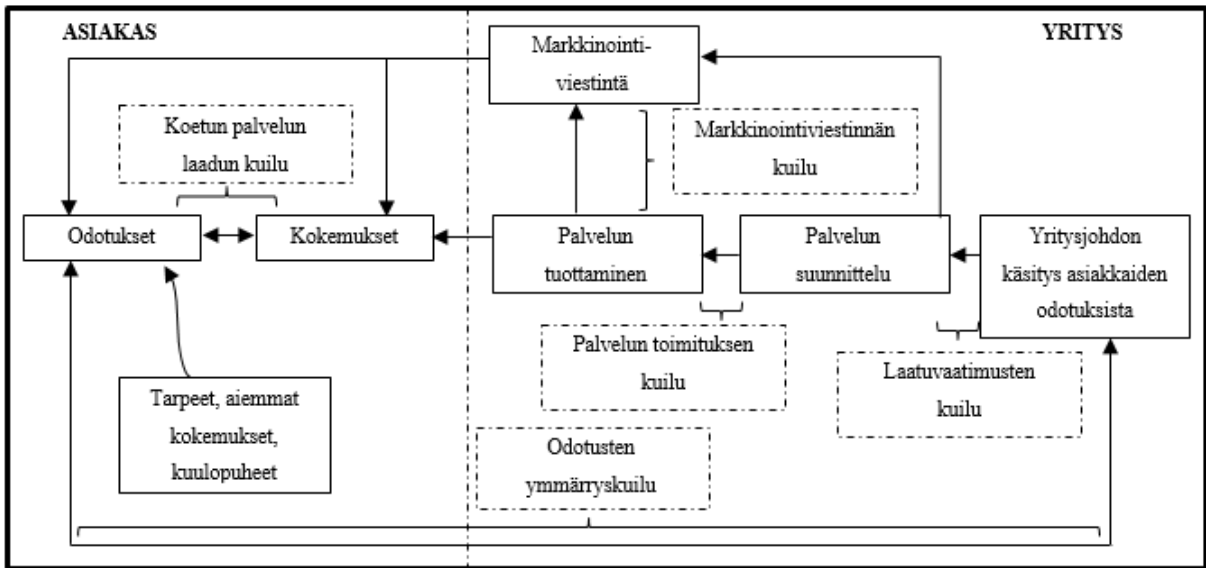 ASIAKAS
YRITYS
Markkinointi-
viestintä
Koetun palvelun
laadun kuilu
Markkinointiviestinnän
kuilu
Odotukset
Kokemukset
Palvelun
tuottaminen
Palvelun
suunnittelu
Yritysjohdon
käsitys asiakkaiden
odotuksista
Palvelun toimituksen
kuilu
Laatuvaatimusten
kuilu
Tarpeet, aiemmat
kokemukset,
kuulopuheet
Odotusten
ymmärryskuilu